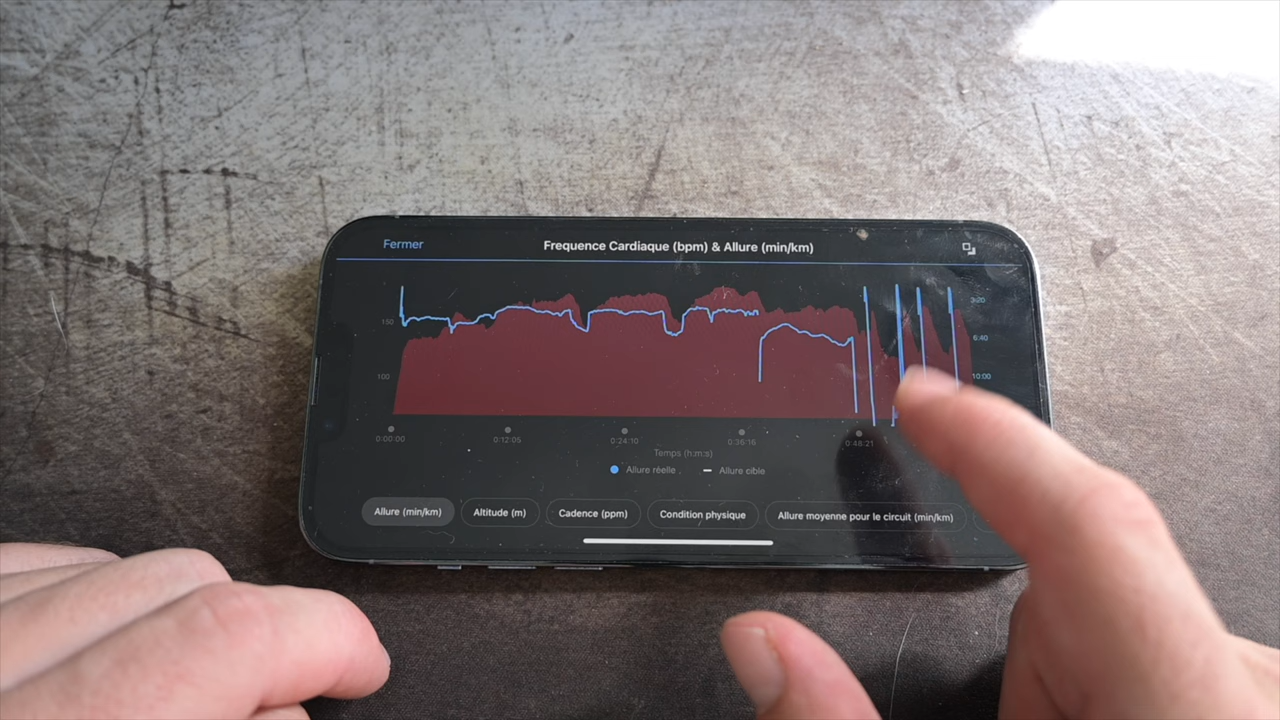 Fermer
Frequence Cardiaque (bpm) & Allure (min/km)
150
100
3:20
6:40
10:00
0:00:00
0:12:05
0:24:10
0:36:16
0:48:21
Temps (h:m:s)
Allure réelle
Allure cible
Allure (min/km)
Altitude (m)
Cadence (ppm)
Condition physique
Allure moyenne pour le circuit (min/km)